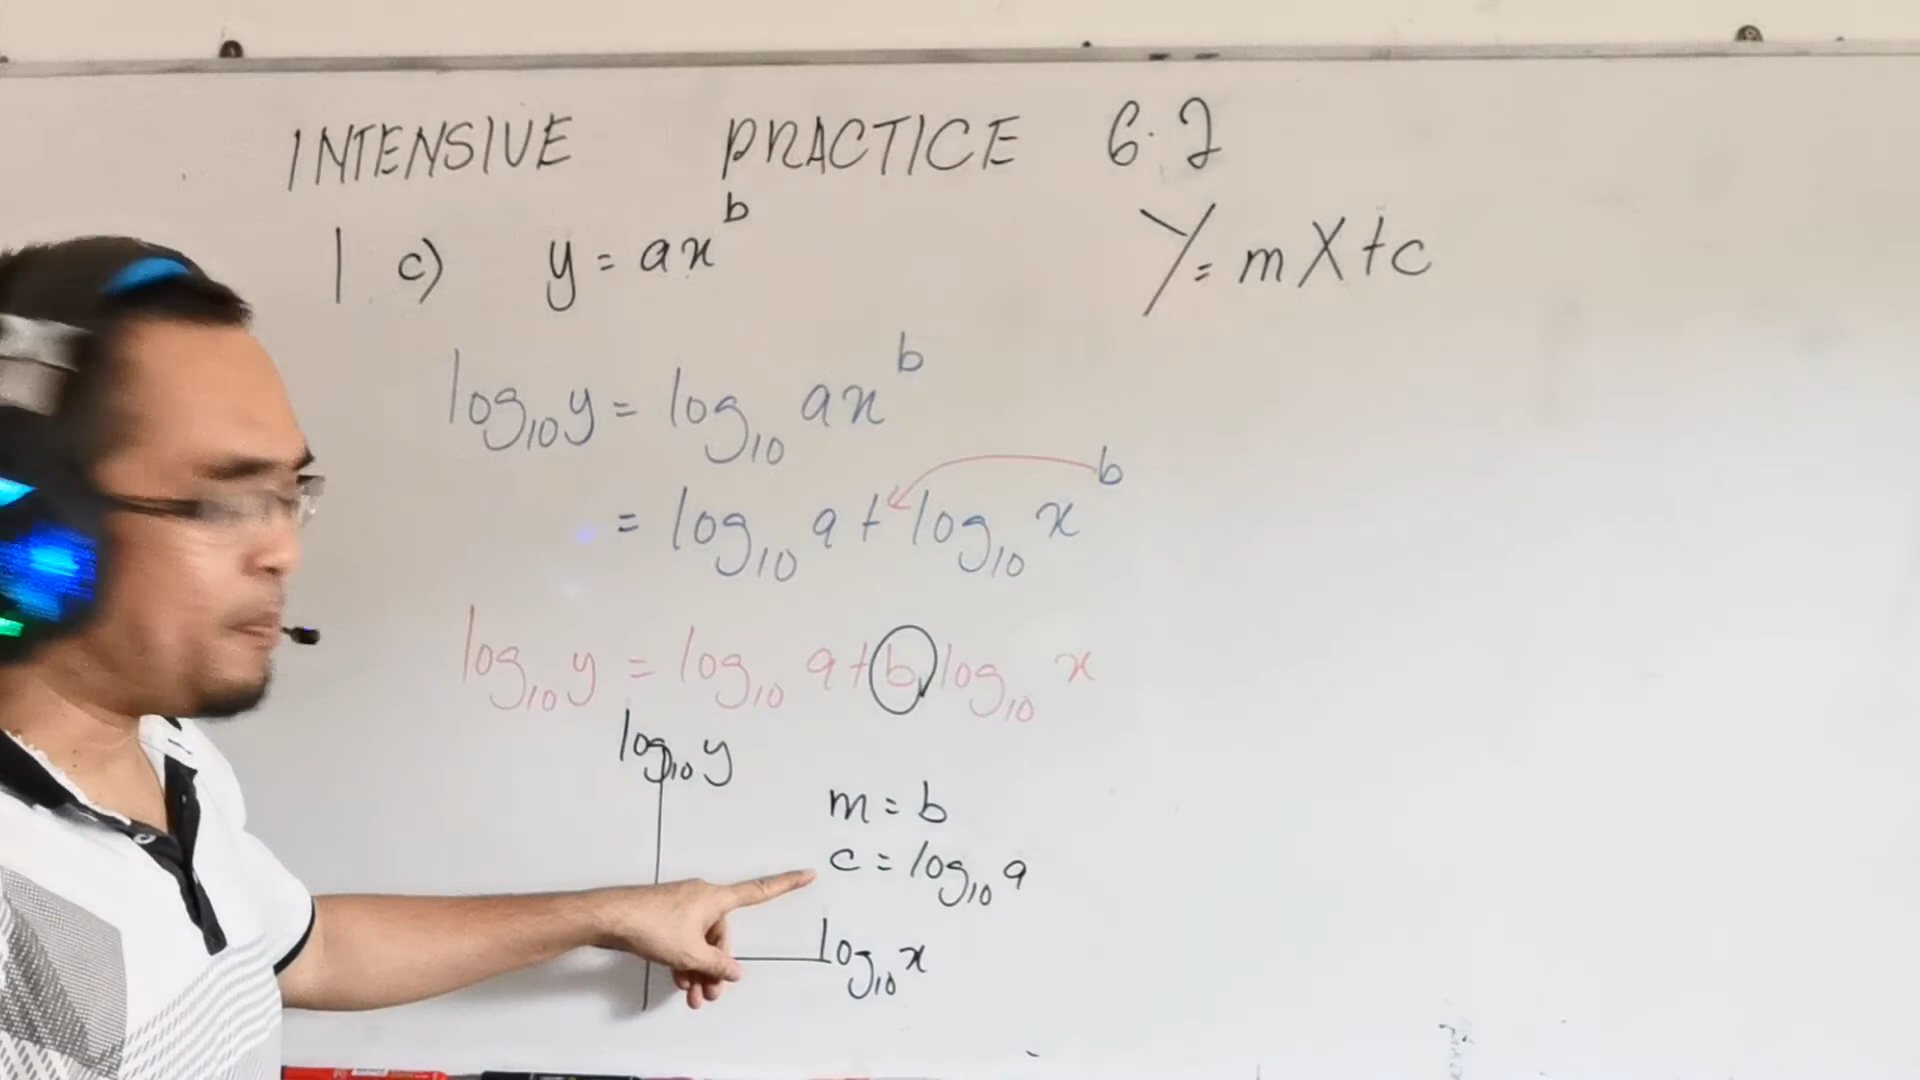 INTENSIVE PRACTICE 6.2
1 c) y = ax^b
Y = mX + c
log₁₀ y = log₁₀ ax^b
= log₁₀ a + log₁₀ x^b
log₁₀ y = log₁₀ a + b log₁₀ x
log₁₀ y
m = b
c = log₁₀ a
log₁₀ x